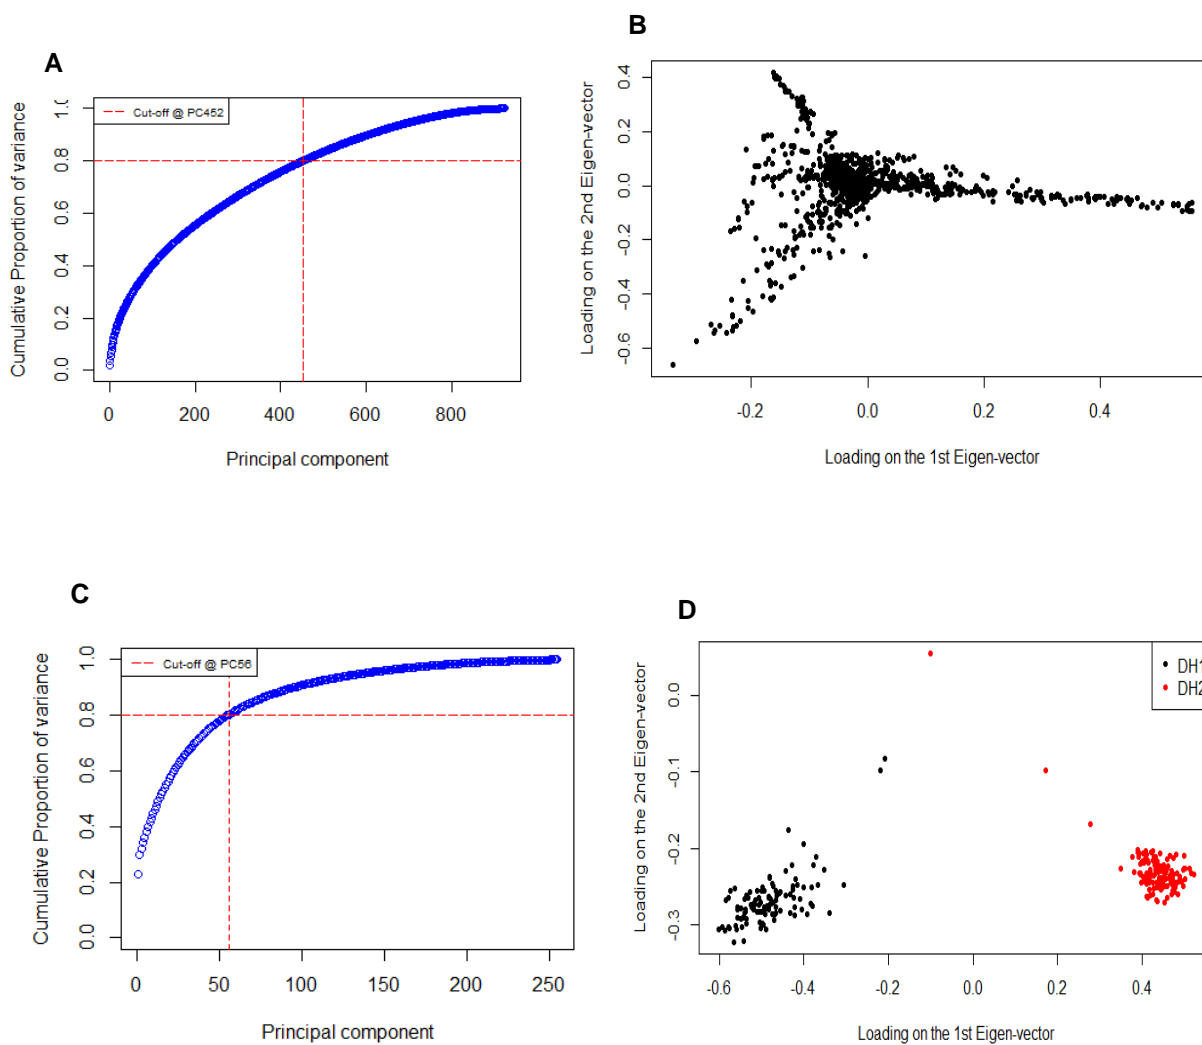 A
Cut-off @ PC452
Cumulative Proportion of variance
0.0 0.2 0.4 0.6 0.8 1.0
0 200 400 600 800
Principal component
B
Loading on the 2nd Eigen-vector
0.4
0.2
0.0
-0.2
-0.4
-0.6
-0.2 0.0 0.2 0.4
Loading on the 1st Eigen-vector
C
Cut-off @ PC56
Cumulative Proportion of variance
0.0 0.2 0.4 0.6 0.8 1.0
0 50 100 150 200 250
Principal component
D
DH1
DH2
Loading on the 2nd Eigen-vector
0.0
-0.1
-0.2
-0.3
-0.6 -0.4 -0.2 0.0 0.2 0.4
Loading on the 1st Eigen-vector